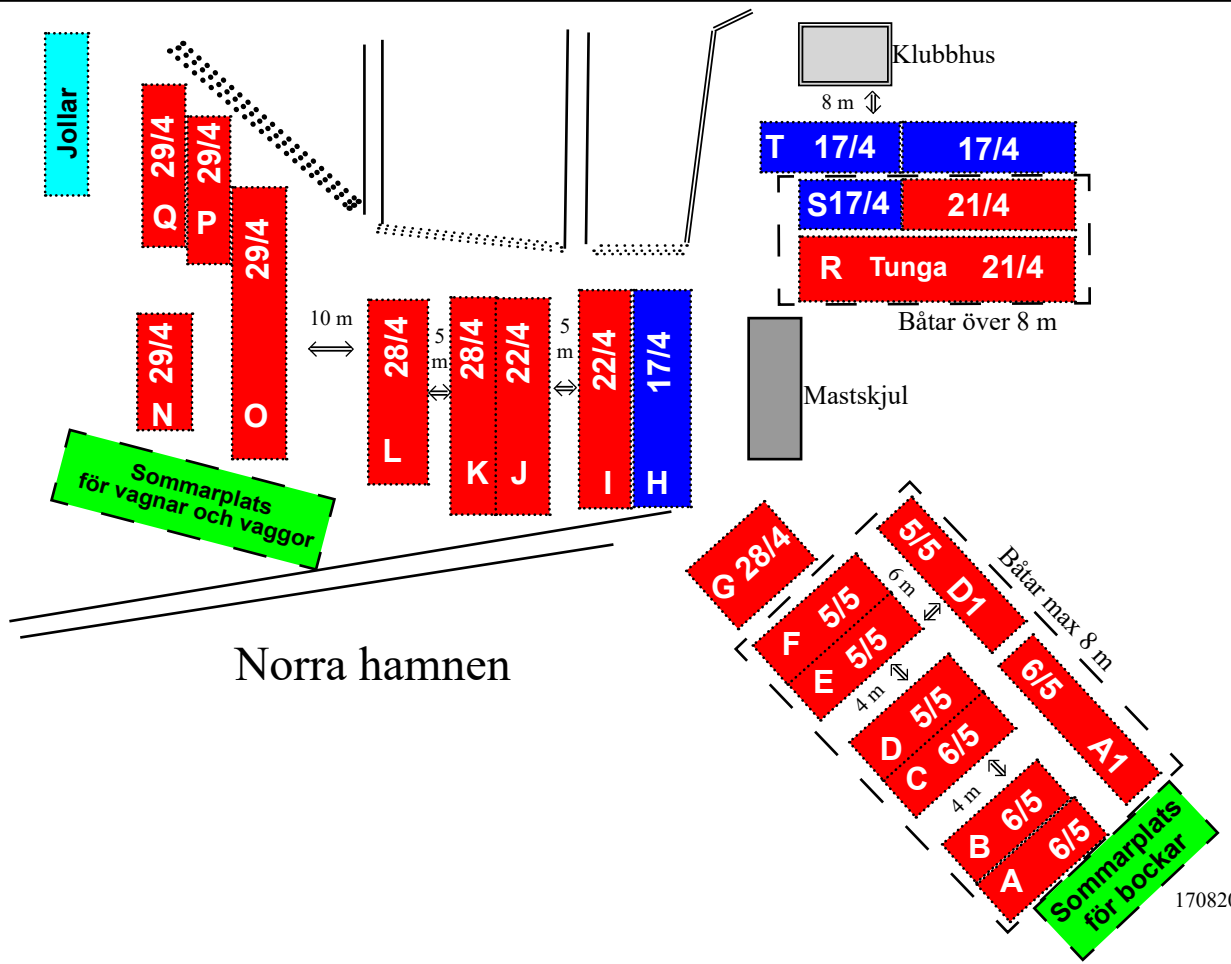 Klubbhus
8 m
T 17/4 17/4
S 17/4 21/4
R Tunga 21/4
Båtar över 8 m
Mastskjul
Jollar
Q 29/4
P 29/4
O 29/4
N 29/4
10 m
L 28/4
5
m
K 28/4
J 22/4
5
m
I 22/4
H 17/4
Sommarplats
för vagnar och vaggor
Norra hamnen
G 28/4
F 5/5
E 5/5
6 m
D1 5/5
Båtar max 8 m
4 m
D 5/5
C 6/5
A1 6/5
4 m
B 6/5
A 6/5
Sommarplats
för bockar
170820